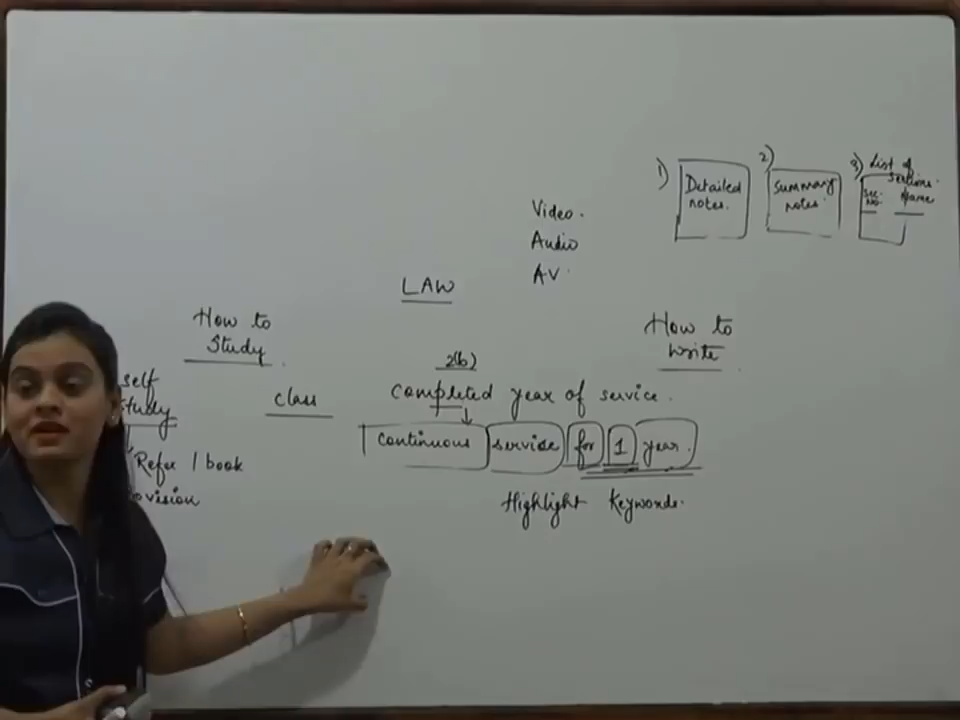 1)
Detailed
notes.
2)
Summary
notes.
3) List of
Sections.
Sec. Name
No.
Video.
Audio
AV.
LAW
How to
Study
How to
Write
self
Study
class
2(b)
completed year of service.
continuous service for 1 year.
Refer 1 book
Highlight Keywords.